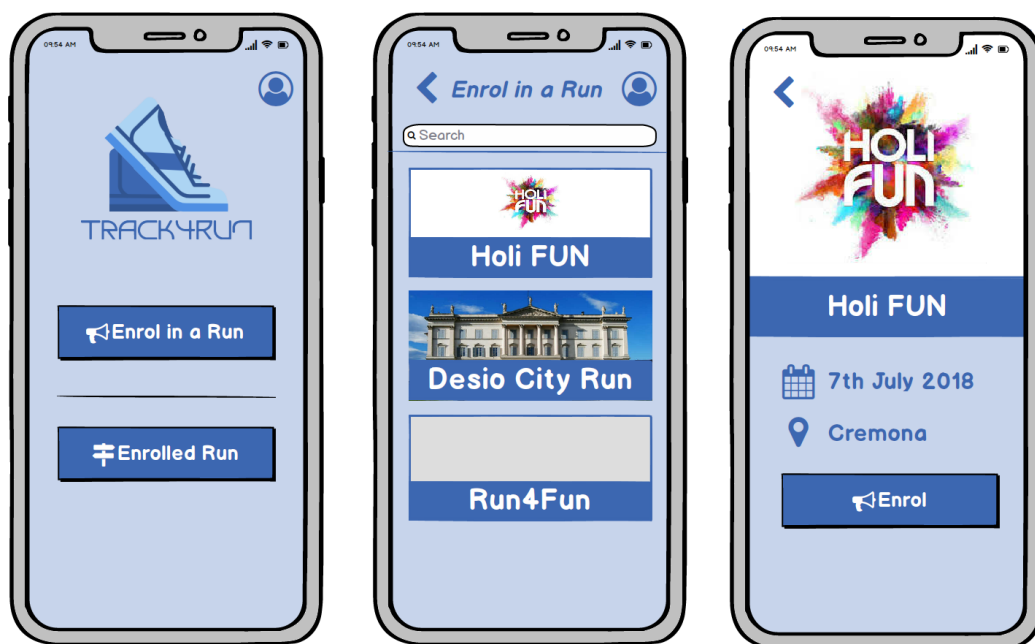 09:54 AM
TRACK4RUN
Enrol in a Run
Enrolled Run
09:54 AM
Enrol in a Run
Search
HOLI
FUN
Holi FUN
Desio City Run
Run4Fun
09:54 AM
HOLI
FUN
Holi FUN
7th July 2018
Cremona
Enrol